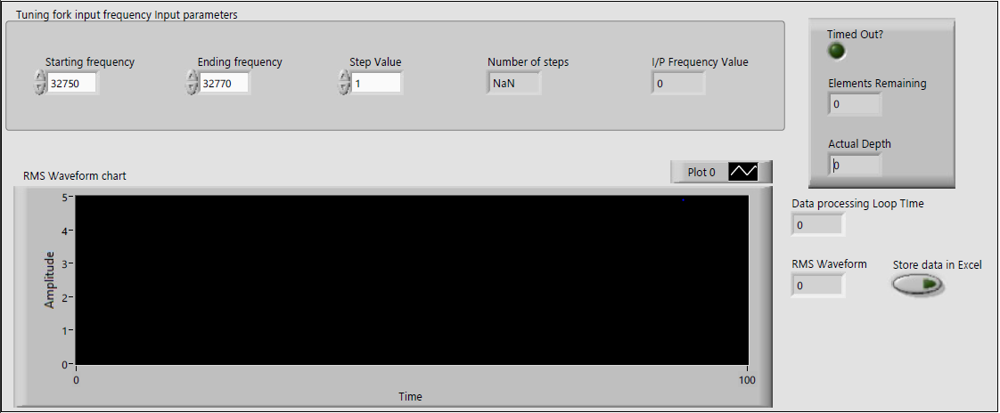 Tuning fork input frequency Input parameters
Starting frequency
32750
Ending frequency
32770
Step Value
1
Number of steps
NaN
I/P Frequency Value
0
Timed Out?
Elements Remaining
0
Actual Depth
0
RMS Waveform chart
Plot 0
Amplitude
5
4
3
2
1
0
0
100
Time
Data processing Loop TIme
0
RMS Waveform
0
Store data in Excel